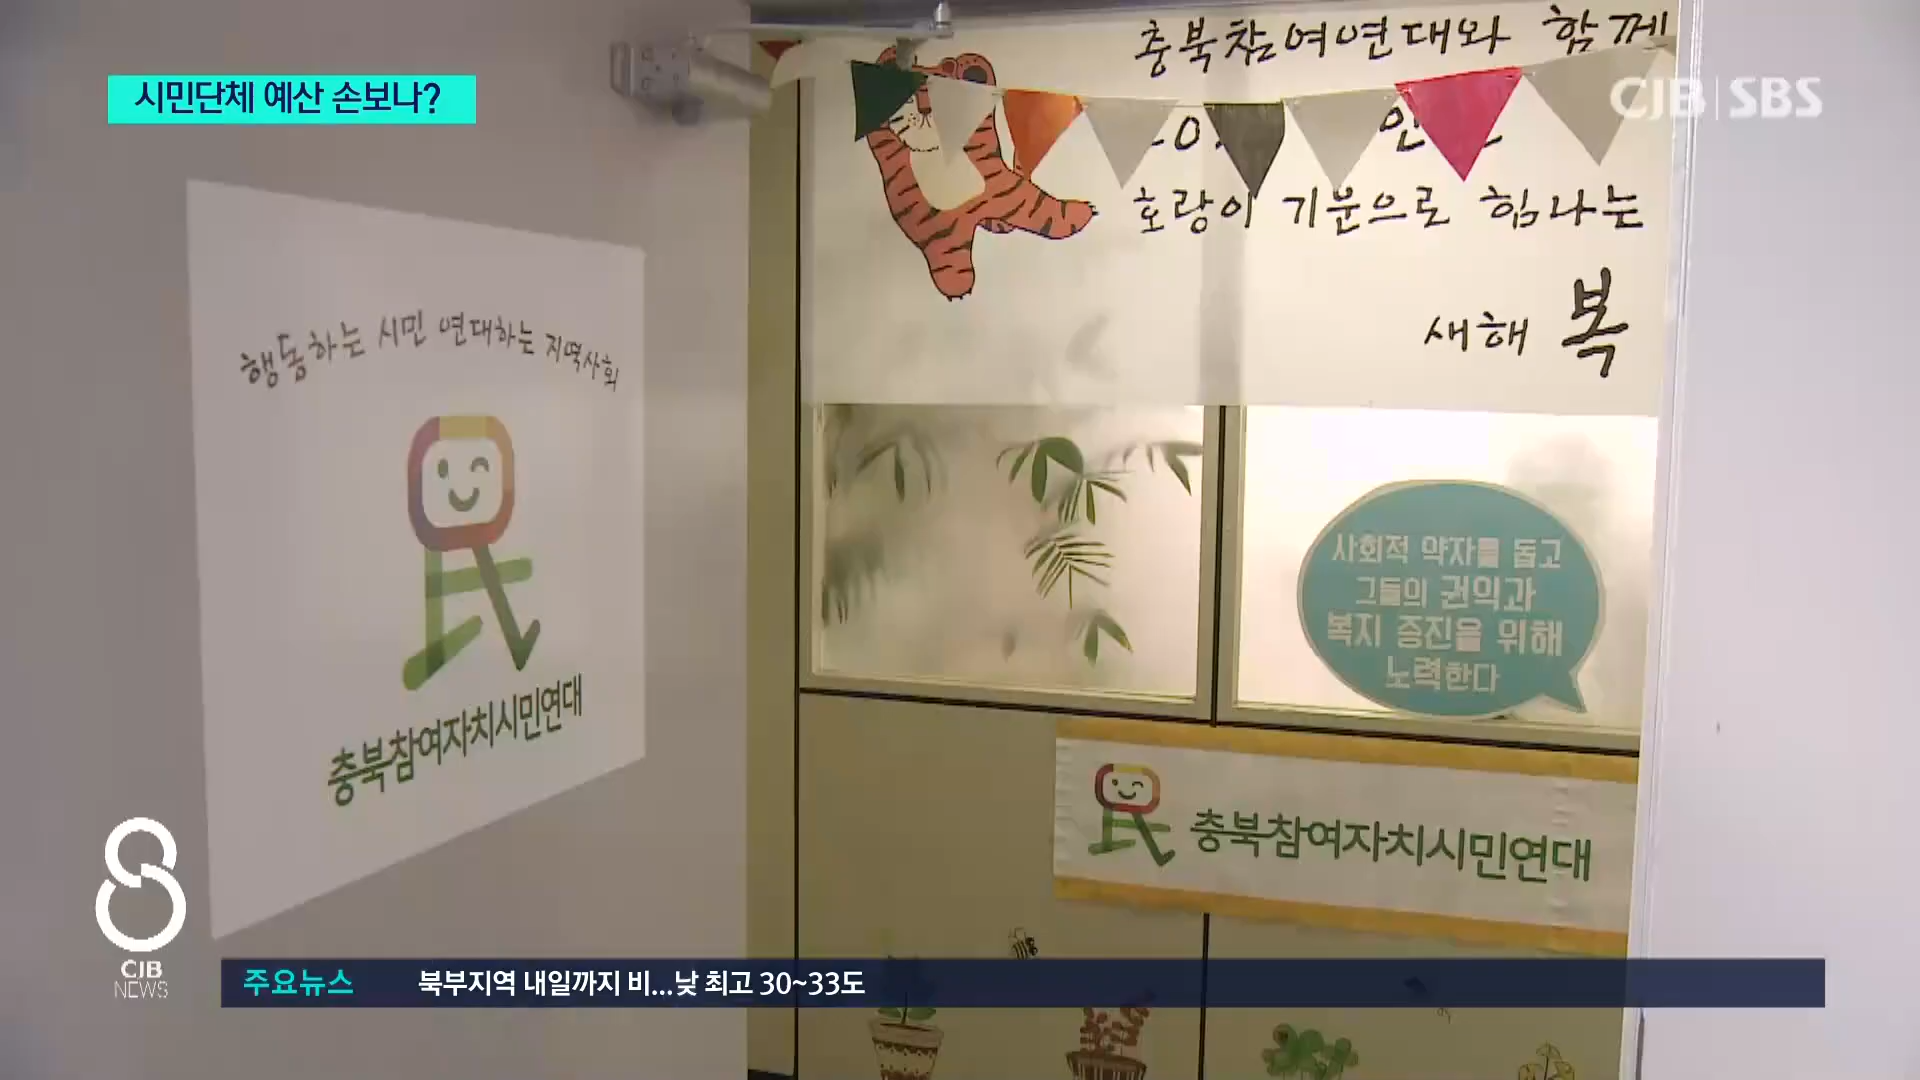 시민단체 예산 손보나?
CJB SBS
충북참여연대와 함께
호랑이 기분으로 힘나는
새해 복
행동하는 시민 연대하는 지역사회
충북참여자치시민연대
사회적 약자를 돕고
그들의 권익과
복지 증진을 위해
노력한다
충북참여자치시민연대
8
CJB
NEWS
주요뉴스 북부지역 내일까지 비...낮 최고 30~33도